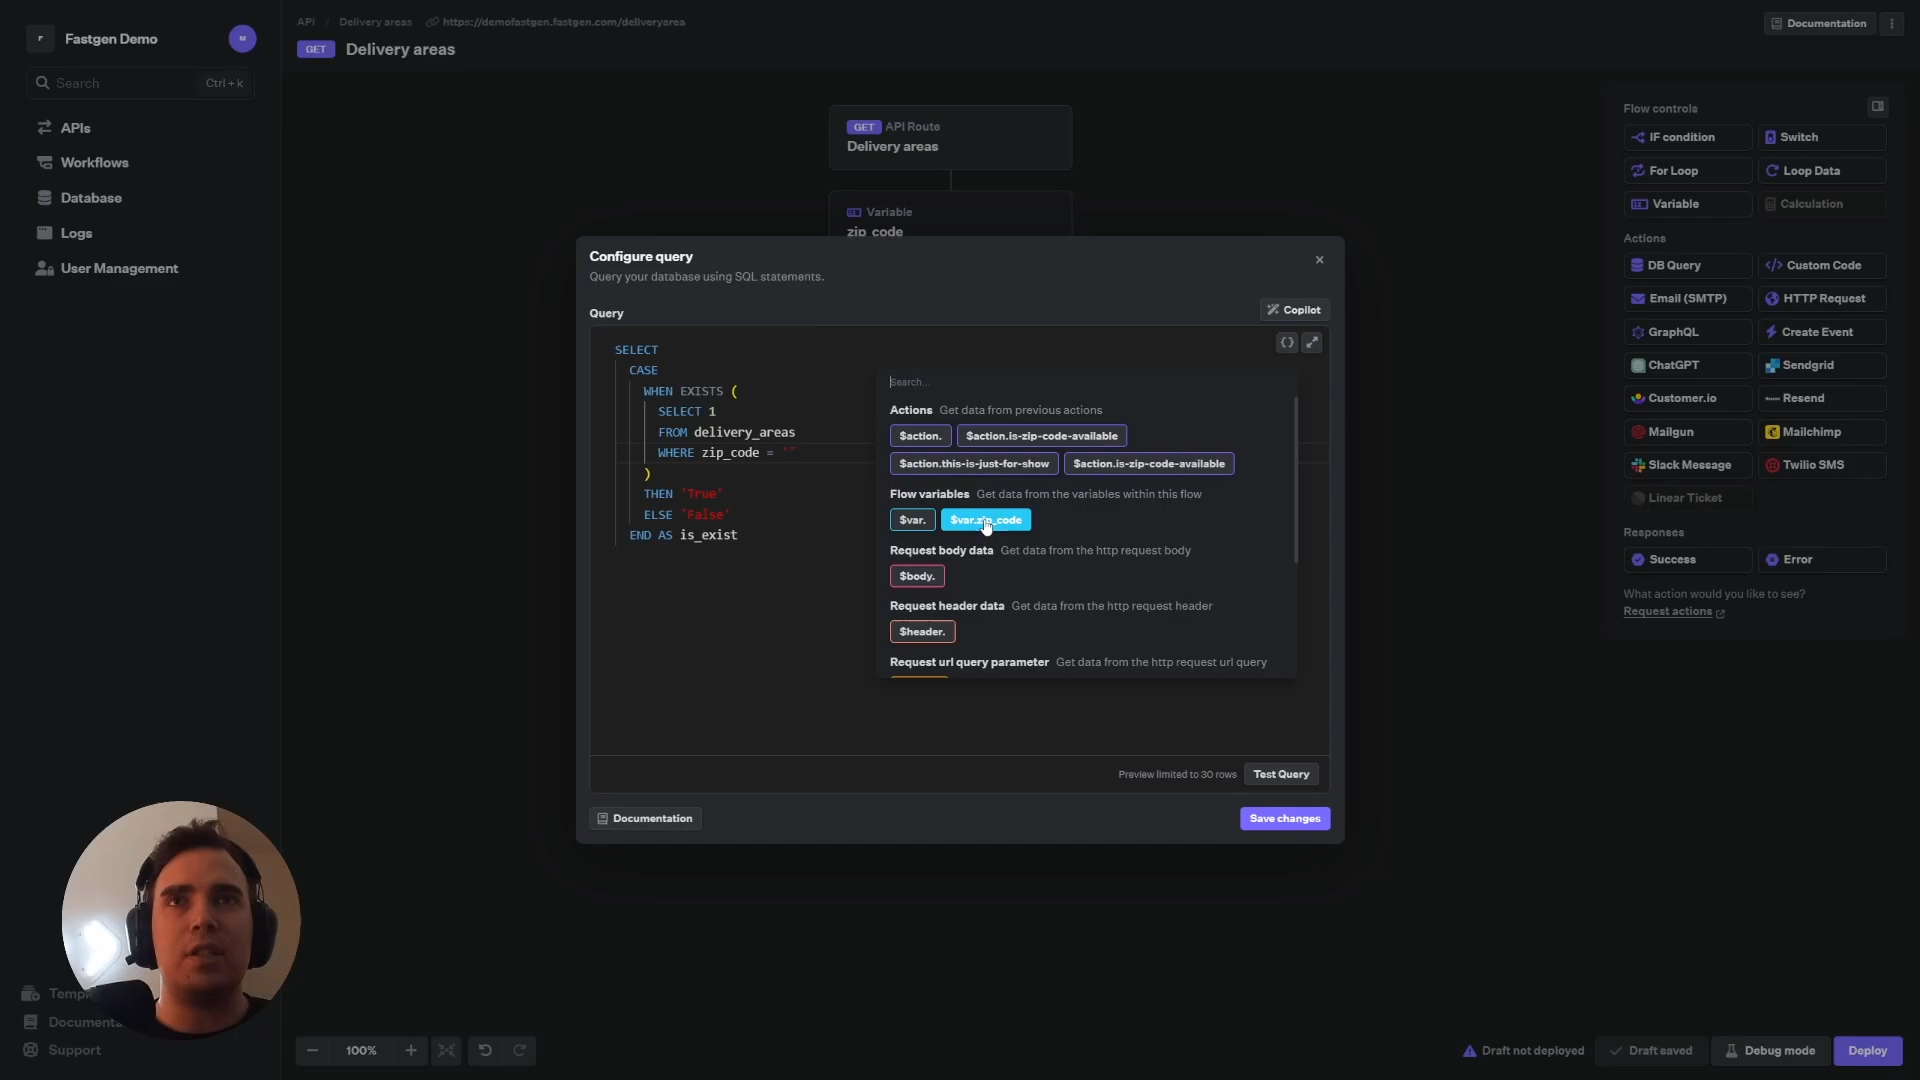 F
Fastgen Demo
M
Search
Ctrl+k
APIs
Workflows
Database
Logs
User Management
Documenta
Support
API / Delivery areas https://demofastgen.fastgen.com/deliveryarea
GET Delivery areas
Documentation
GET API Route
Delivery areas
Variable
zip_code
Configure query
Query your database using SQL statements.
Query
Copilot
SELECT
CASE
WHEN EXISTS (
SELECT 1
FROM delivery_areas
WHERE zip_code = ''
)
THEN 'True'
ELSE 'False'
END AS is_exist
Search...
Actions Get data from previous actions
$action. $action.is-zip-code-available
$action.this-is-just-for-show $action.is-zip-code-available
Flow variables Get data from the variables within this flow
$var. $var.zip_code
Request body data Get data from the http request body
$body.
Request header data Get data from the http request header
$header.
Request url query parameter Get data from the http request url query
Preview limited to 30 rows Test Query
Documentation
Save changes
Flow controls
IF condition Switch
For Loop Loop Data
Variable Calculation
Actions
DB Query Custom Code
Email (SMTP) HTTP Request
GraphQL Create Event
ChatGPT Sendgrid
Customer.io Resend
Mailgun Mailchimp
Slack Message Twilio SMS
Linear Ticket
Responses
Success Error
What action would you like to see?
Request actions
100%
Draft not deployed
Draft saved
Debug mode
Deploy